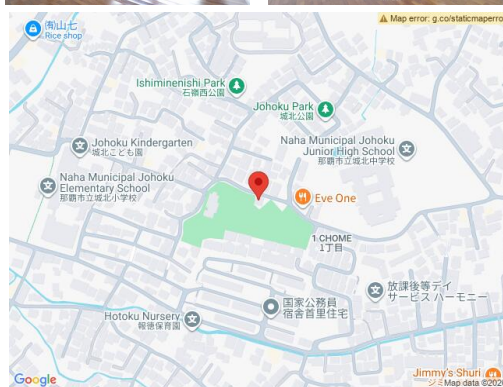 Map error: g.co/staticmaperro
㈲山七
Rice shop
Ishiminenishi Park
石嶺西公園
Johoku Park
城北公園
Johoku Kindergarten
城北こども園
Naha Municipal Johoku
Junior High School
那覇市立城北中学校
Naha Municipal Johoku
Elementary School
那覇市立城北小学校
Eve One
1 CHOME
1丁目
放課後等デイ
サービス ハーモニー
国家公務員
宿舎首里住宅
Hotoku Nursery
報徳保育園
Jimmy's Shuri
Google
Map data ©202